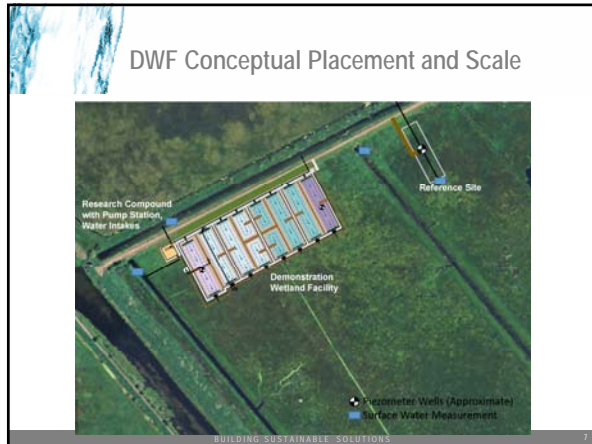 DWF Conceptual Placement and Scale
Reference Site
Research Compound
with Pump Station,
Water Intakes
Demonstration
Wetland Facility
Piezometer Wells (Approximate)
Surface Water Measurement
BUILDING SUSTAINABLE SOLUTIONS
7